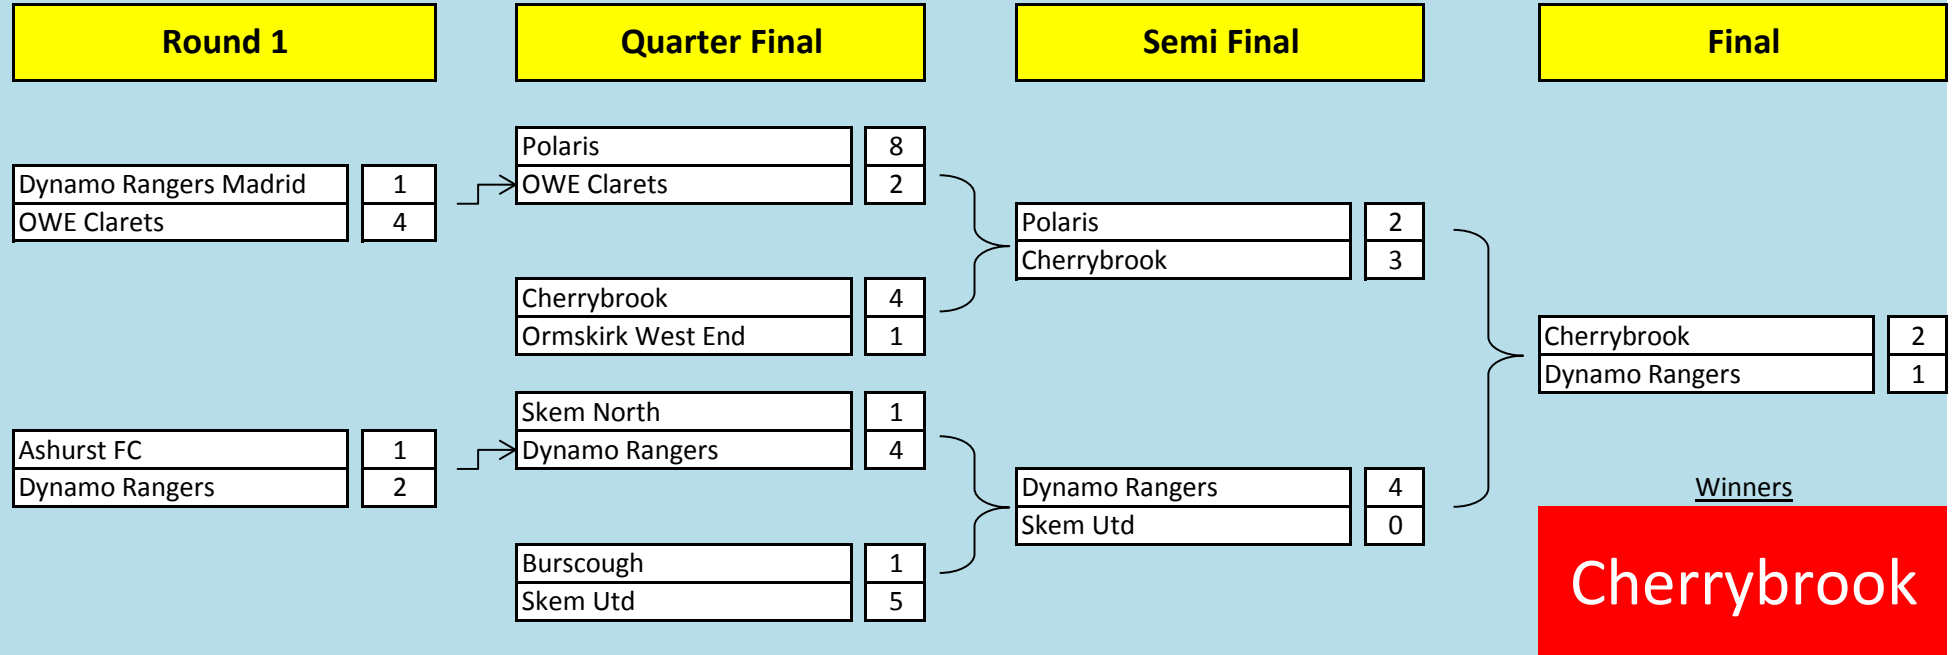 Round 1
Quarter Final
Semi Final
Final
Dynamo Rangers Madrid 1
OWE Clarets 4
Ashurst FC 1
Dynamo Rangers 2
Polaris 8
OWE Clarets 2
Cherrybrook 4
Ormskirk West End 1
Skem North 1
Dynamo Rangers 4
Burscough 1
Skem Utd 5
Polaris 2
Cherrybrook 3
Dynamo Rangers 4
Skem Utd 0
Cherrybrook 2
Dynamo Rangers 1
Winners
Cherrybrook